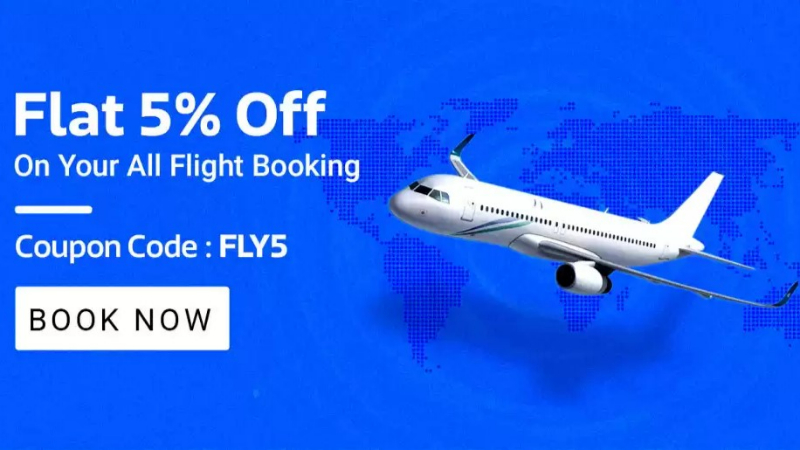 Flat 5% Off
On Your All Flight Booking
Coupon Code : FLY5
BOOK NOW